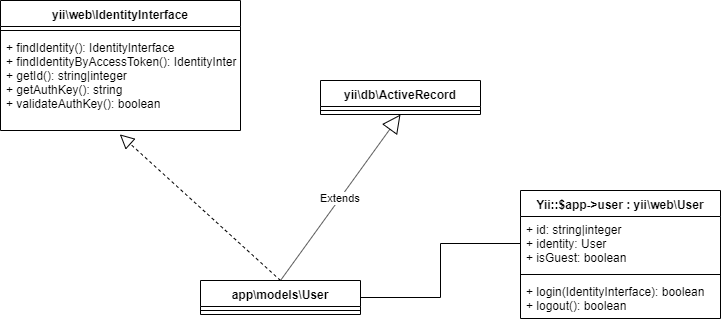 yii\web\IdentityInterface
+ findIdentity(): IdentityInterface
+ findIdentityByAccessToken(): IdentityInter
+ getId(): string|integer
+ getAuthKey(): string
+ validateAuthKey(): boolean
yii\db\ActiveRecord
Extends
Yii::$app->user : yii\web\User
+ id: string|integer
+ identity: User
+ isGuest: boolean
+ login(IdentityInterface): boolean
+ logout(): boolean
app\models\User